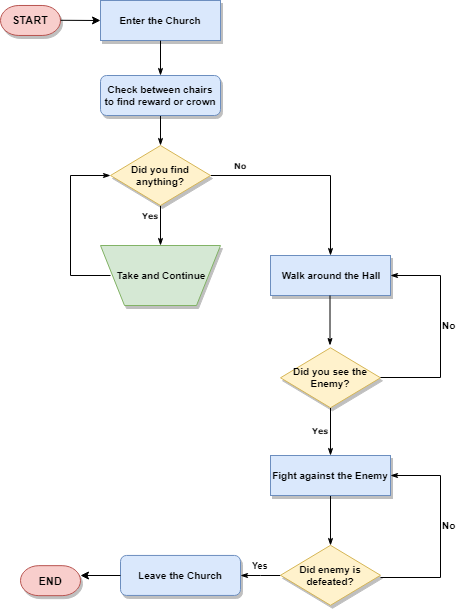 START
Enter the Church
Check between chairs
to find reward or crown
Did you find
anything?
No
Yes
Take and Continue
Walk around the Hall
No
Did you see the
Enemy?
Yes
Fight against the Enemy
No
Did enemy is
defeated?
Yes
Leave the Church
END